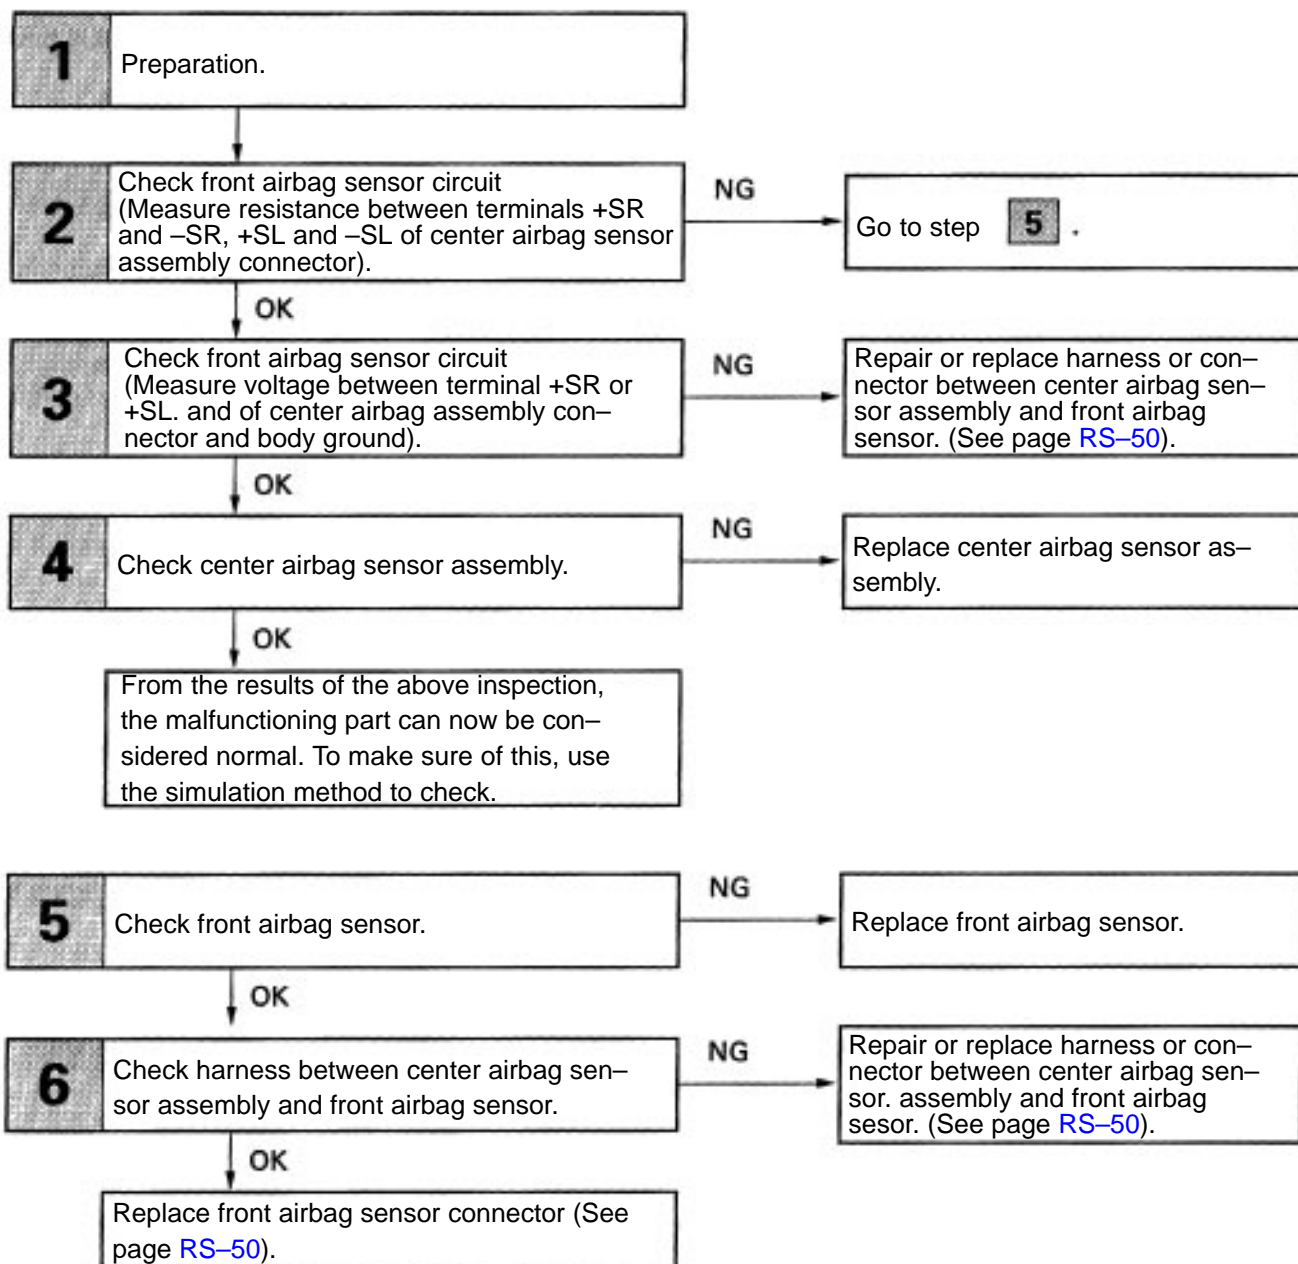 1
Preparation.
2
Check front airbag sensor circuit
(Measure resistance between terminals +SR
and –SR, +SL and –SL of center airbag sensor
assembly connector).
NG
Go to step 5 .
OK
3
Check front airbag sensor circuit
(Measure voltage between terminal +SR or
+SL. and of center airbag assembly con–
nector and body ground).
NG
Repair or replace harness or con–
nector between center airbag sen–
sor assembly and front airbag
sensor. (See page RS–50).
OK
4
Check center airbag sensor assembly.
NG
Replace center airbag sensor as–
sembly.
OK
From the results of the above inspection,
the malfunctioning part can now be con–
sidered normal. To make sure of this, use
the simulation method to check.
5
Check front airbag sensor.
NG
Replace front airbag sensor.
OK
6
Check harness between center airbag sen–
sor assembly and front airbag sensor.
NG
Repair or replace harness or con–
nector between center airbag sen–
sor. assembly and front airbag
sesor. (See page RS–50).
OK
Replace front airbag sensor connector (See
page RS–50).